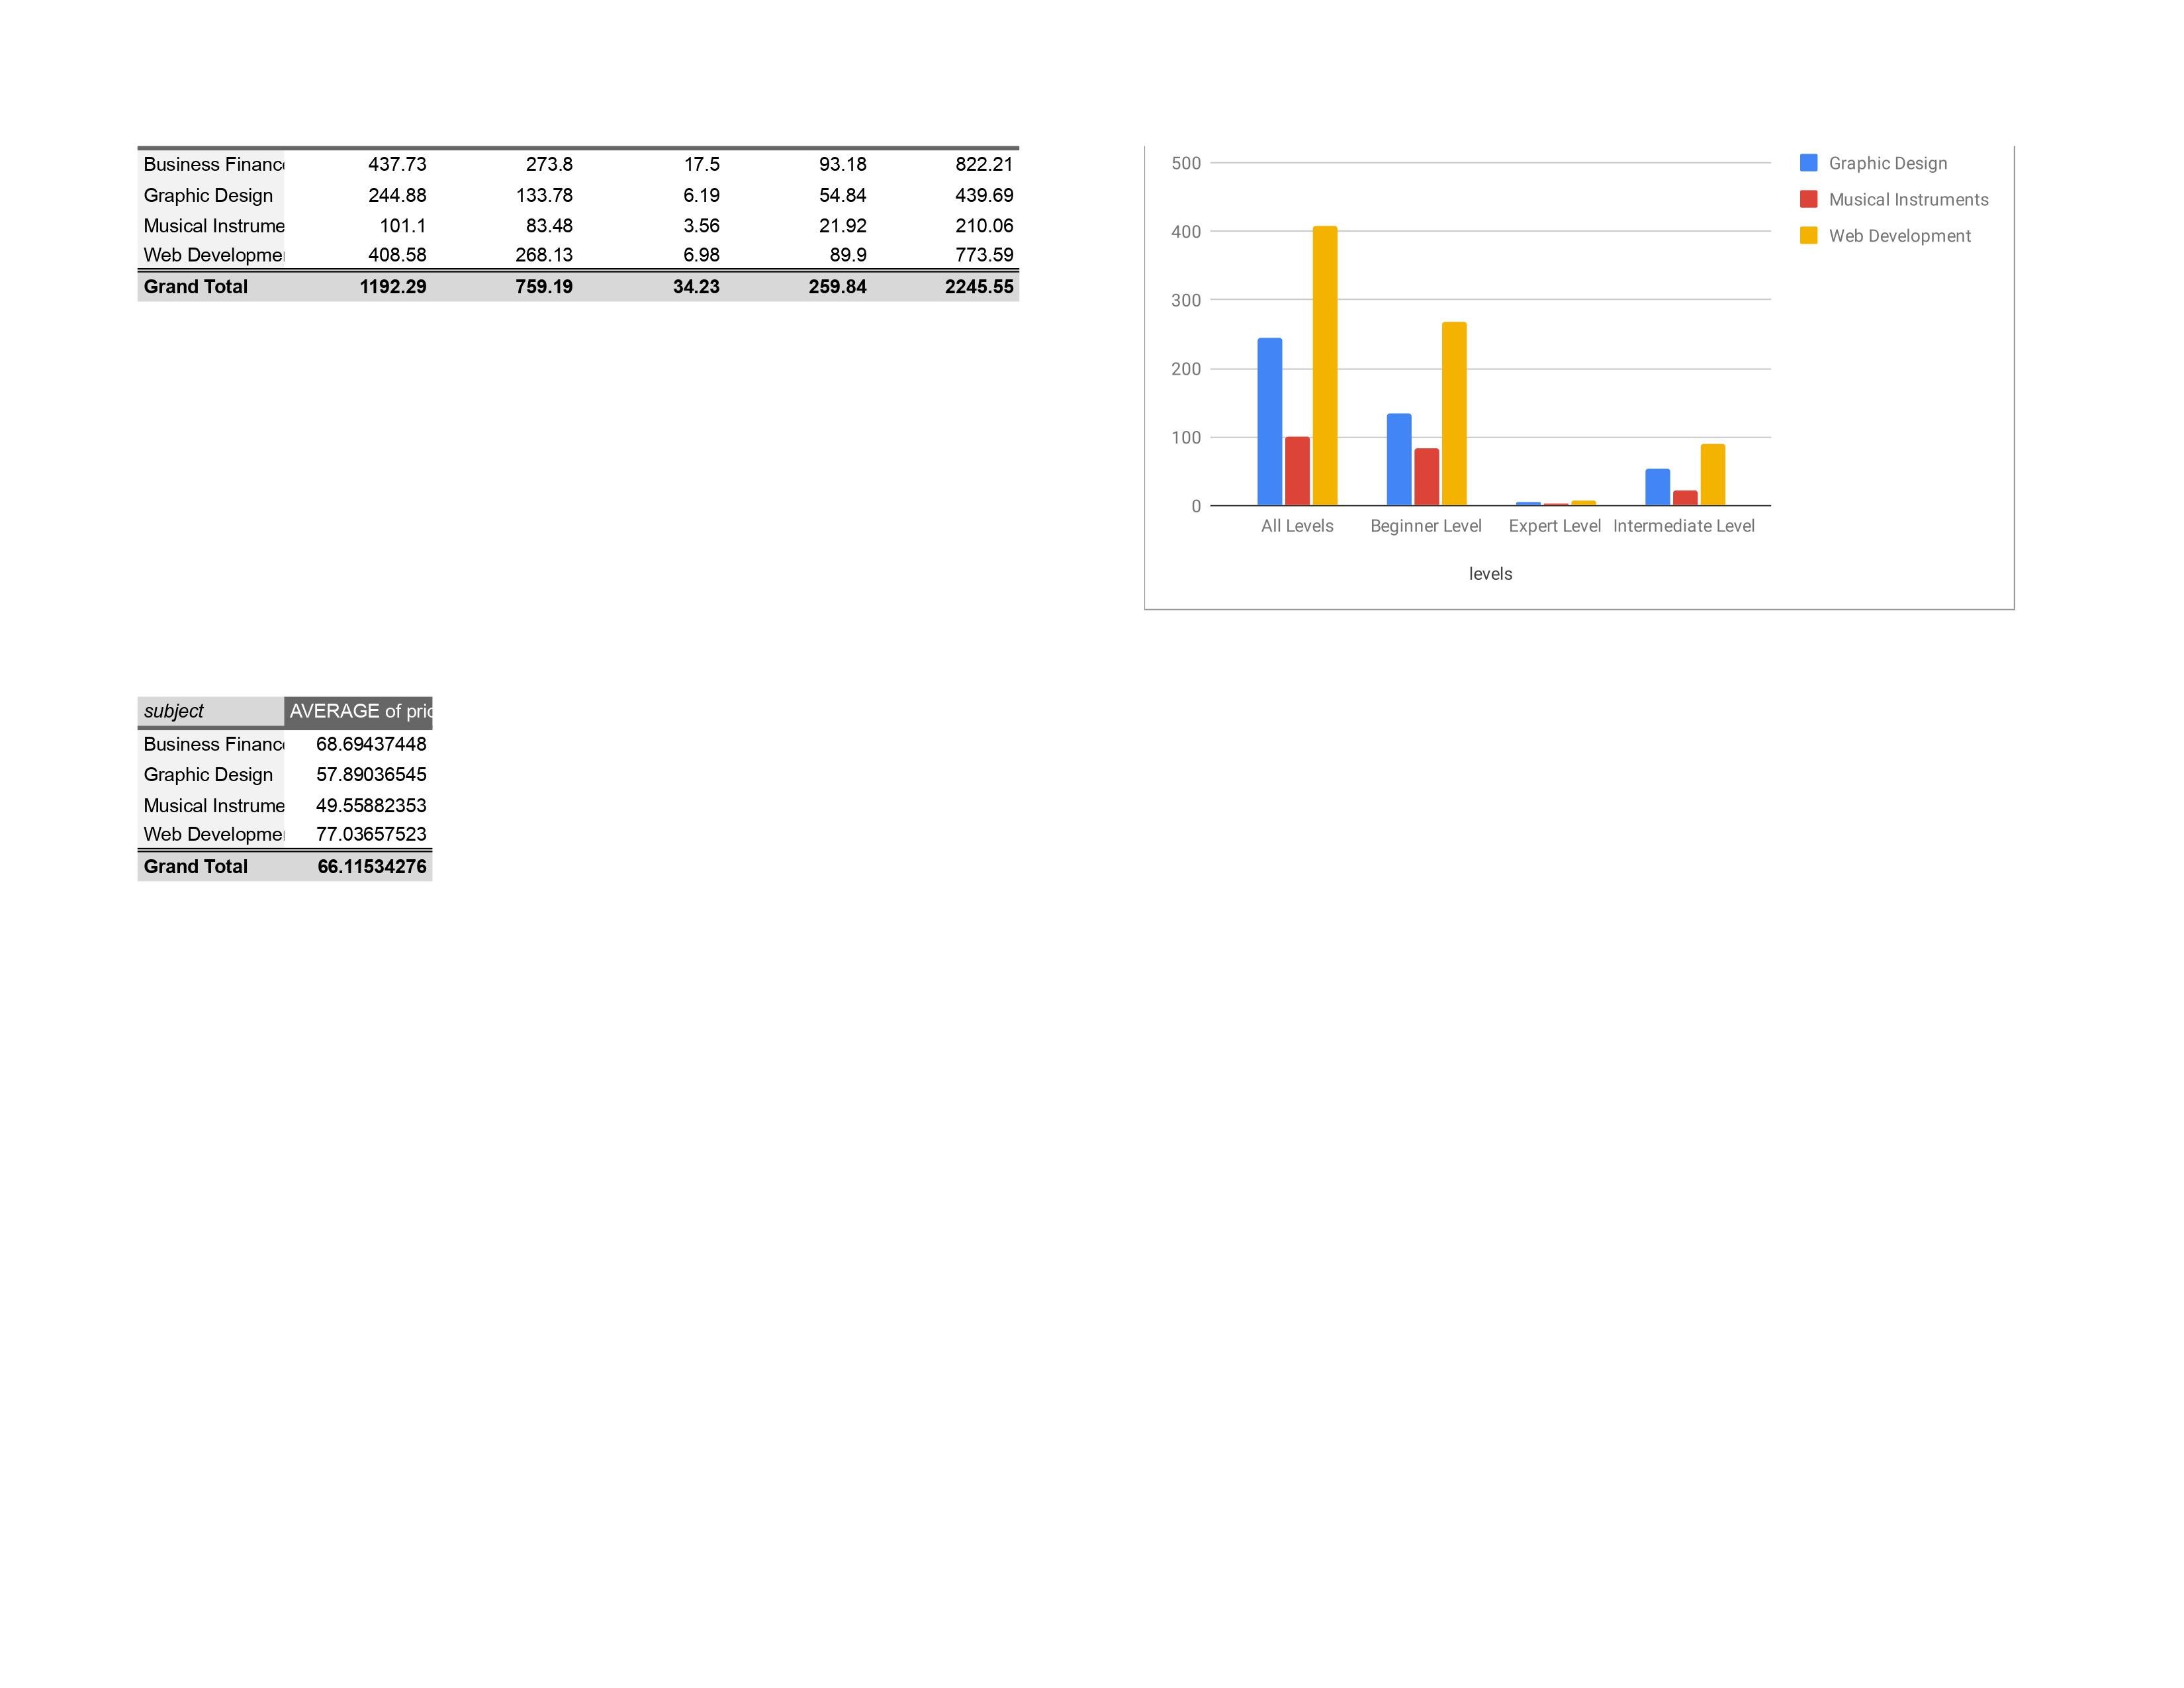 Business Financ 437.73 273.8 17.5 93.18 822.21
Graphic Design 244.88 133.78 6.19 54.84 439.69
Musical Instrume 101.1 83.48 3.56 21.92 210.06
Web Developme 408.58 268.13 6.98 89.9 773.59
Grand Total 1192.29 759.19 34.23 259.84 2245.55
500
400
300
200
100
0
All Levels Beginner Level Expert Level Intermediate Level
levels
Graphic Design
Musical Instruments
Web Development
subject AVERAGE of pric
Business Financ 68.69437448
Graphic Design 57.89036545
Musical Instrume 49.55882353
Web Developme 77.03657523
Grand Total 66.11534276